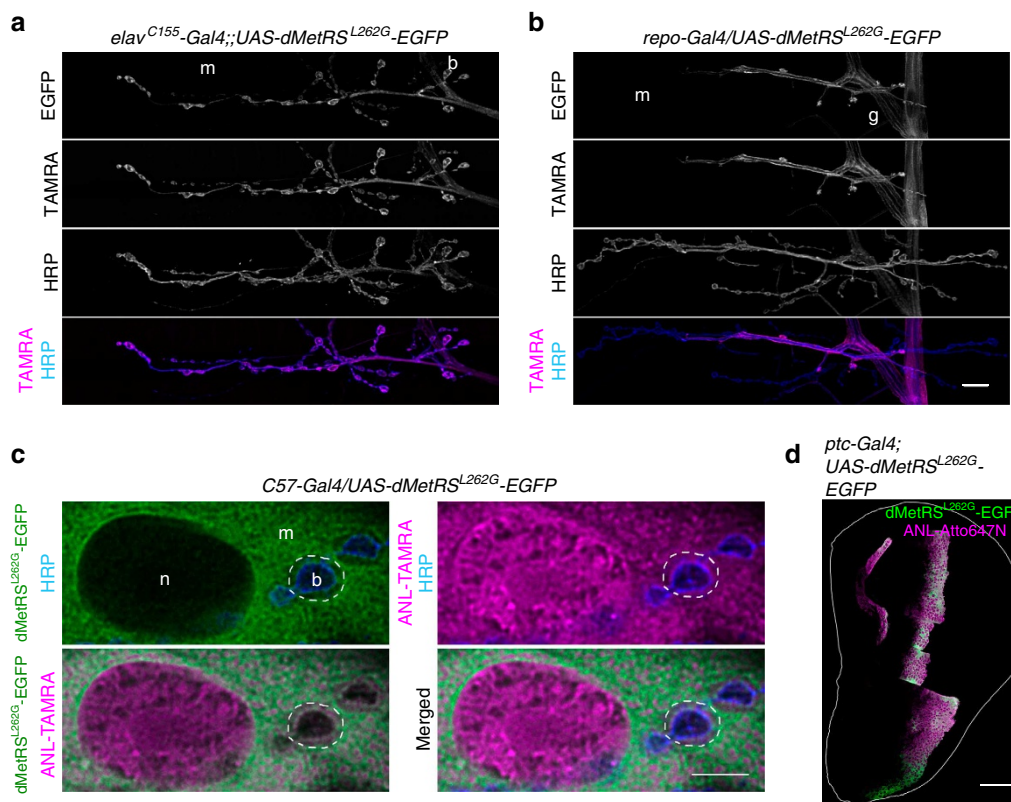 a
elavC155-Gal4;;UAS-dMetRSL262G-EGFP
m
b
EGFP
TAMRA
HRP
TAMRA
HRP
b
repo-Gal4/UAS-dMetRSL262G-EGFP
m
g
EGFP
TAMRA
HRP
TAMRA
HRP
c
C57-Gal4/UAS-dMetRSL262G-EGFP
dMetRSL262G-EGFP
HRP
n
m
b
ANL-TAMRA
HRP
dMetRSL262G-EGFP
ANL-TAMRA
Merged
d
ptc-Gal4;
UAS-dMetRSL262G-
EGFP
dMetRSL262G-EGF
ANL-Atto647N